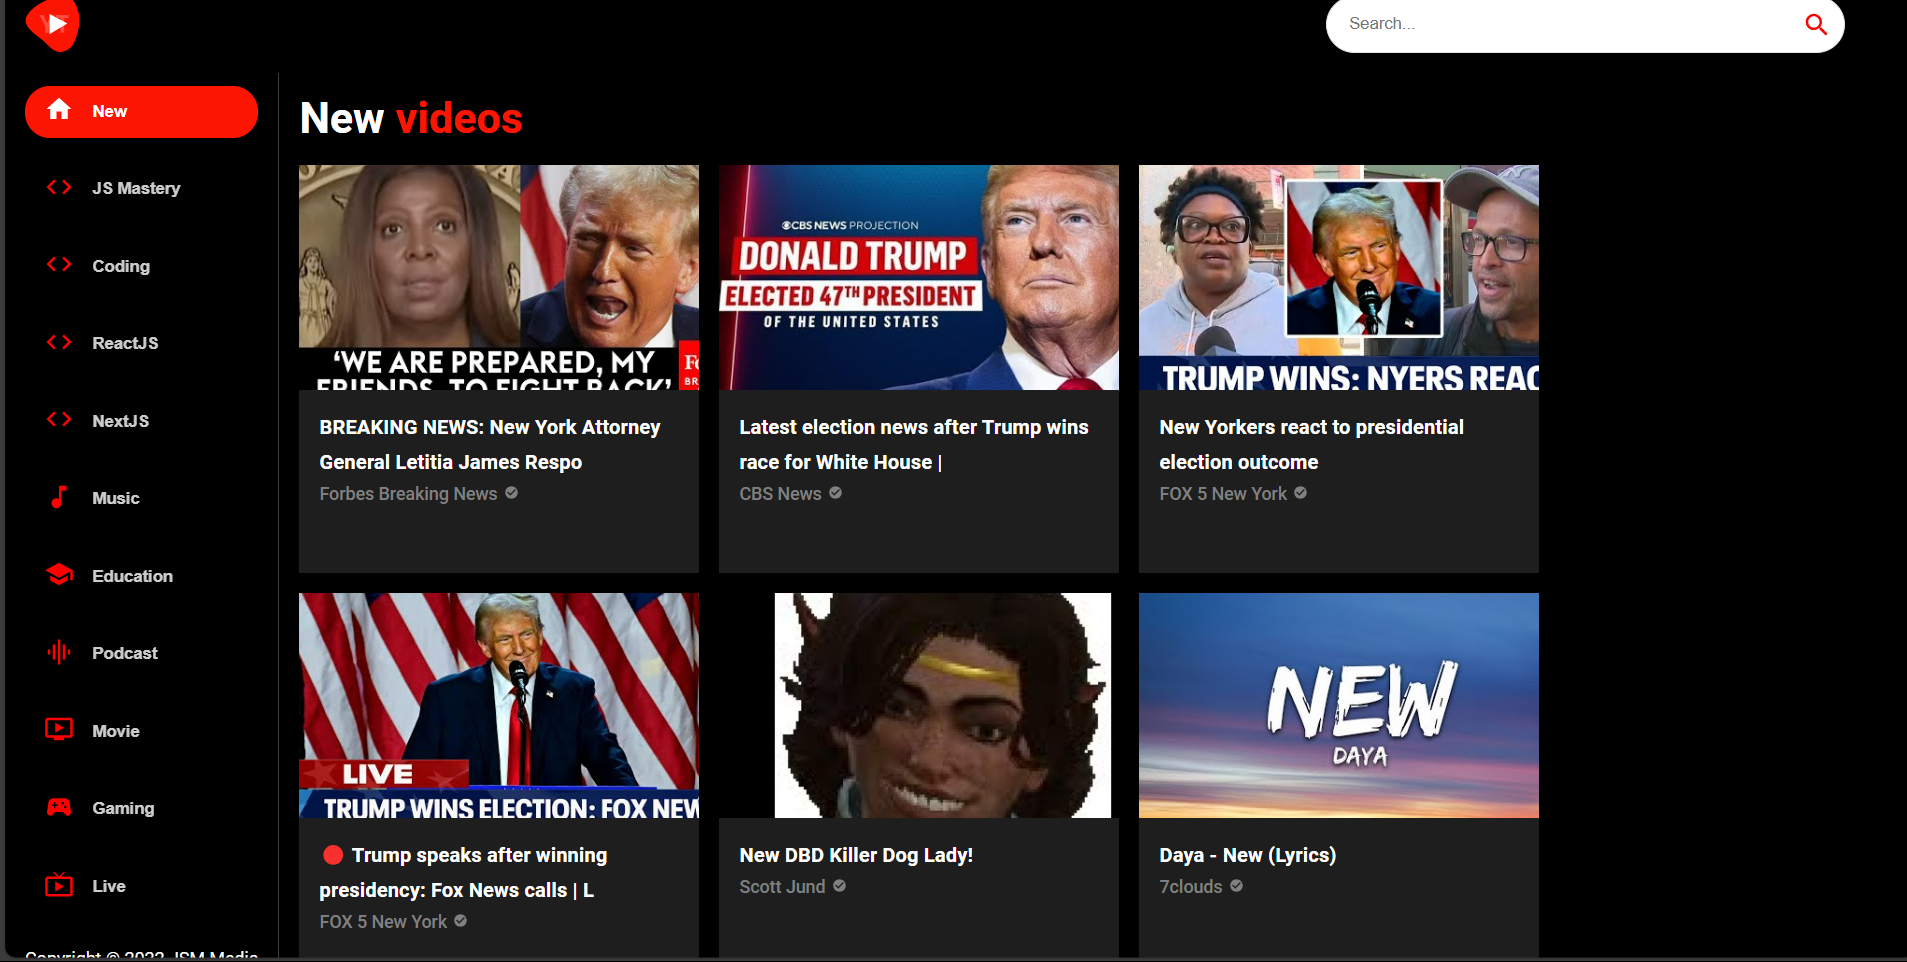 YT
Search...
New
JS Mastery
Coding
ReactJS
NextJS
Music
Education
Podcast
Movie
Gaming
Live
Copyright © 2022 JSM Media
New videos
'WE ARE PREPARED, MY
FRIENDS, TO FIGHT BACK'
Fo
BR
BREAKING NEWS: New York Attorney
General Letitia James Respo
Forbes Breaking News
CBS NEWS PROJECTION
DONALD TRUMP
ELECTED 47TH PRESIDENT
OF THE UNITED STATES
Latest election news after Trump wins
race for White House |
CBS News
TRUMP WINS: NYERS REAC
New Yorkers react to presidential
election outcome
FOX 5 New York
LIVE
TRUMP WINS ELECTION: FOX NEW
🔴 Trump speaks after winning
presidency: Fox News calls | L
FOX 5 New York
New DBD Killer Dog Lady!
Scott Jund
NEW
DAYA
Daya - New (Lyrics)
7clouds